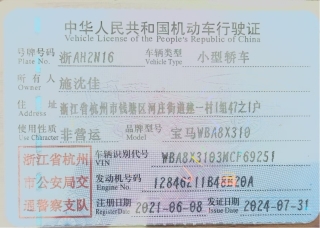 中华人民共和国机动车行驶证
Vehicle License of the People's Republic of China
号牌号码 浙AH2N16 车辆类型 小型轿车
Plate No. Vehicle Type
所有人 施沈佳
Owner
住址 浙江省杭州市钱塘区闲庄街道 一村1组47之1户
Address
使用性质 非营运 品牌型号 宝马WBA8X310
Use Character
浙江省杭州 车辆识别代号 WBA8X3103MCF69251
VIN
市公安局交 发动机号码 12846211B48B20A
Engine No.
通警察支队 注册日期 2021-06-08 发证日期 2024-07-31
Register Date Issue Date